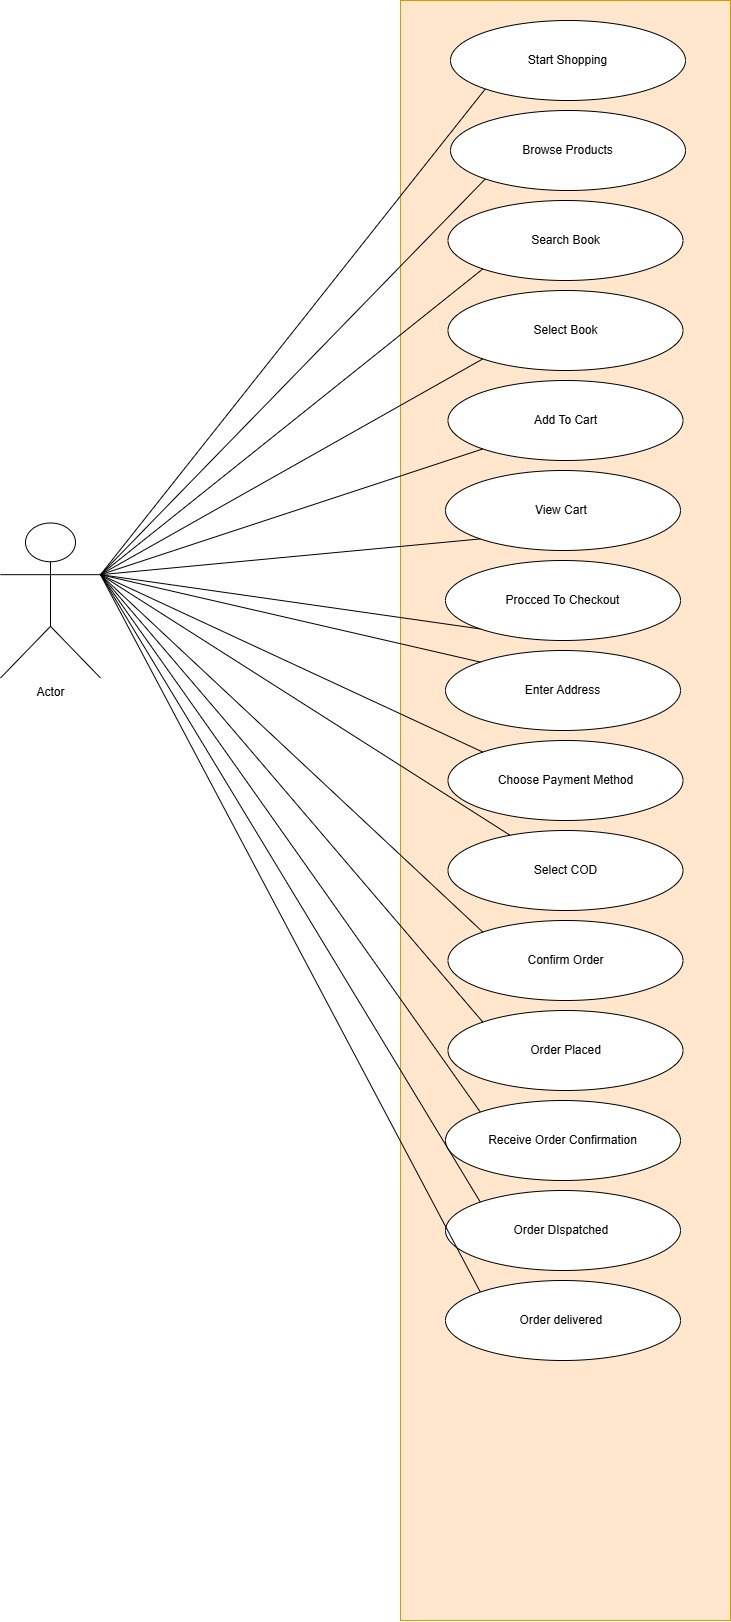 Start Shopping
Browse Products
Search Book
Select Book
Add To Cart
View Cart
Procced To Checkout
Enter Address
Actor
Choose Payment Method
Select COD
Confirm Order
Order Placed
Receive Order Confirmation
Order DIspatched
Order delivered